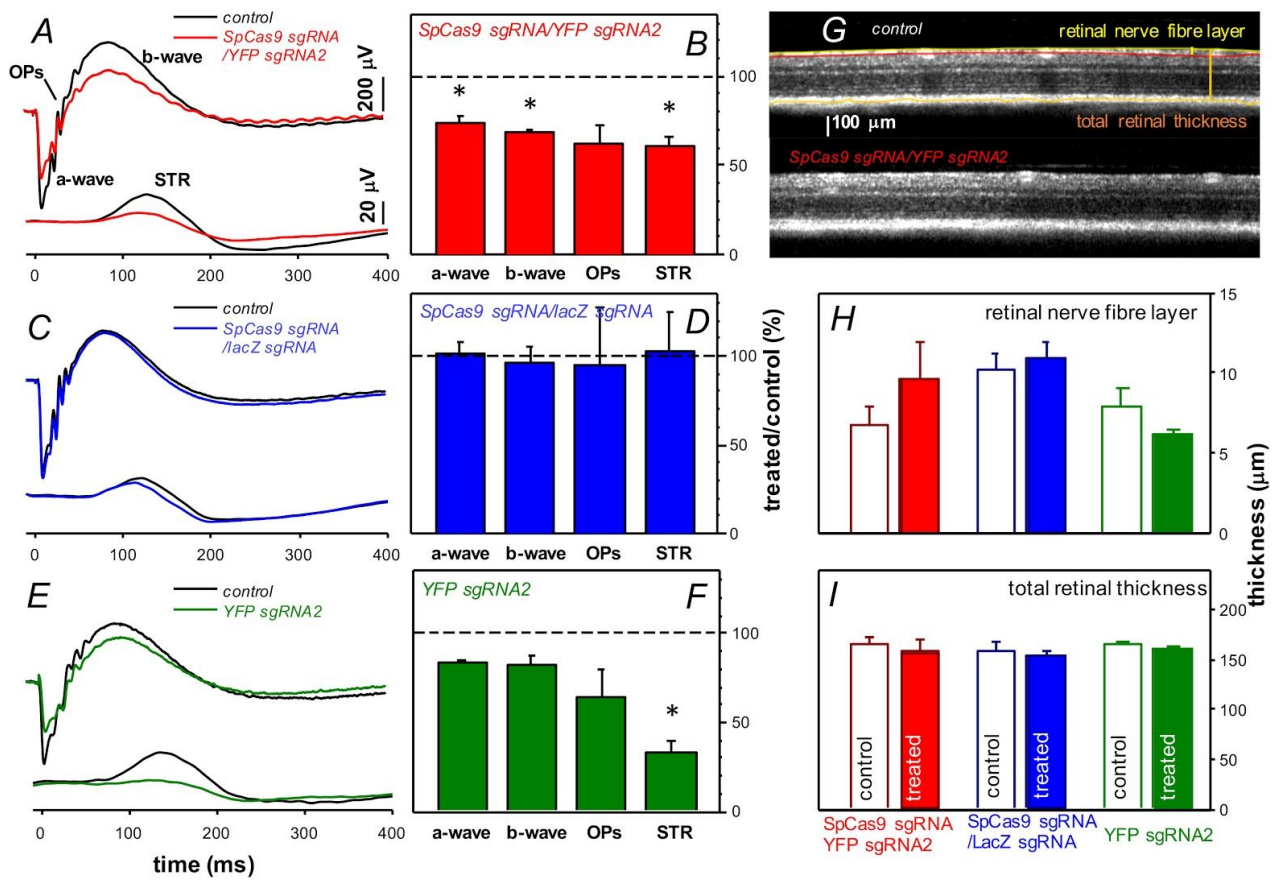 A
control
SpCas9 sgRNA
/YFP sgRNA2
b-wave
OPs
200 µV
a-wave
STR
20 µV
0 100 200 300 400
B
SpCas9 sgRNA/YFP sgRNA2
100
* * *
50
0
a-wave b-wave OPs STR
C
control
SpCas9 sgRNA
/lacZ sgRNA
0 100 200 300 400
D
SpCas9 sgRNA/lacZ sgRNA
100
50
0
a-wave b-wave OPs STR
treated/control (%)
E
control
YFP sgRNA2
0 100 200 300 400
time (ms)
F
YFP sgRNA2
100
*
50
0
a-wave b-wave OPs STR
G
control
retinal nerve fibre layer
100 µm
total retinal thickness
SpCas9 sgRNA/YFP sgRNA2
H
retinal nerve fibre layer
15
10
5
0
thickness (µm)
I
total retinal thickness
200
150
100
50
0
control treated control treated control treated
SpCas9 sgRNA
YFP sgRNA2
SpCas9 sgRNA
/LacZ sgRNA
YFP sgRNA2